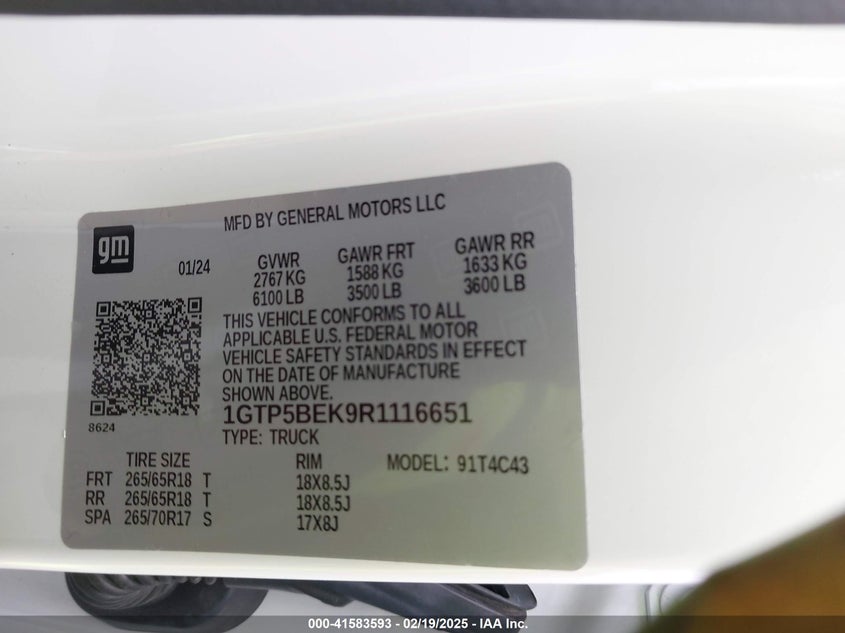 MFD BY GENERAL MOTORS LLC
gm
01/24
GVWR GAWR FRT GAWR RR
2767 KG 1588 KG 1633 KG
6100 LB 3500 LB 3600 LB
THIS VEHICLE CONFORMS TO ALL
APPLICABLE U.S. FEDERAL MOTOR
VEHICLE SAFETY STANDARDS IN EFFECT
ON THE DATE OF MANUFACTURE
SHOWN ABOVE.
1GTP5BEK9R1116651
8624
TYPE: TRUCK
TIRE SIZE RIM MODEL: 91T4C43
FRT 265/65R18 T 18X8.5J
RR 265/65R18 T 18X8.5J
SPA 265/70R17 S 17X8J
000-41583593 - 02/19/2025 - IAA Inc.